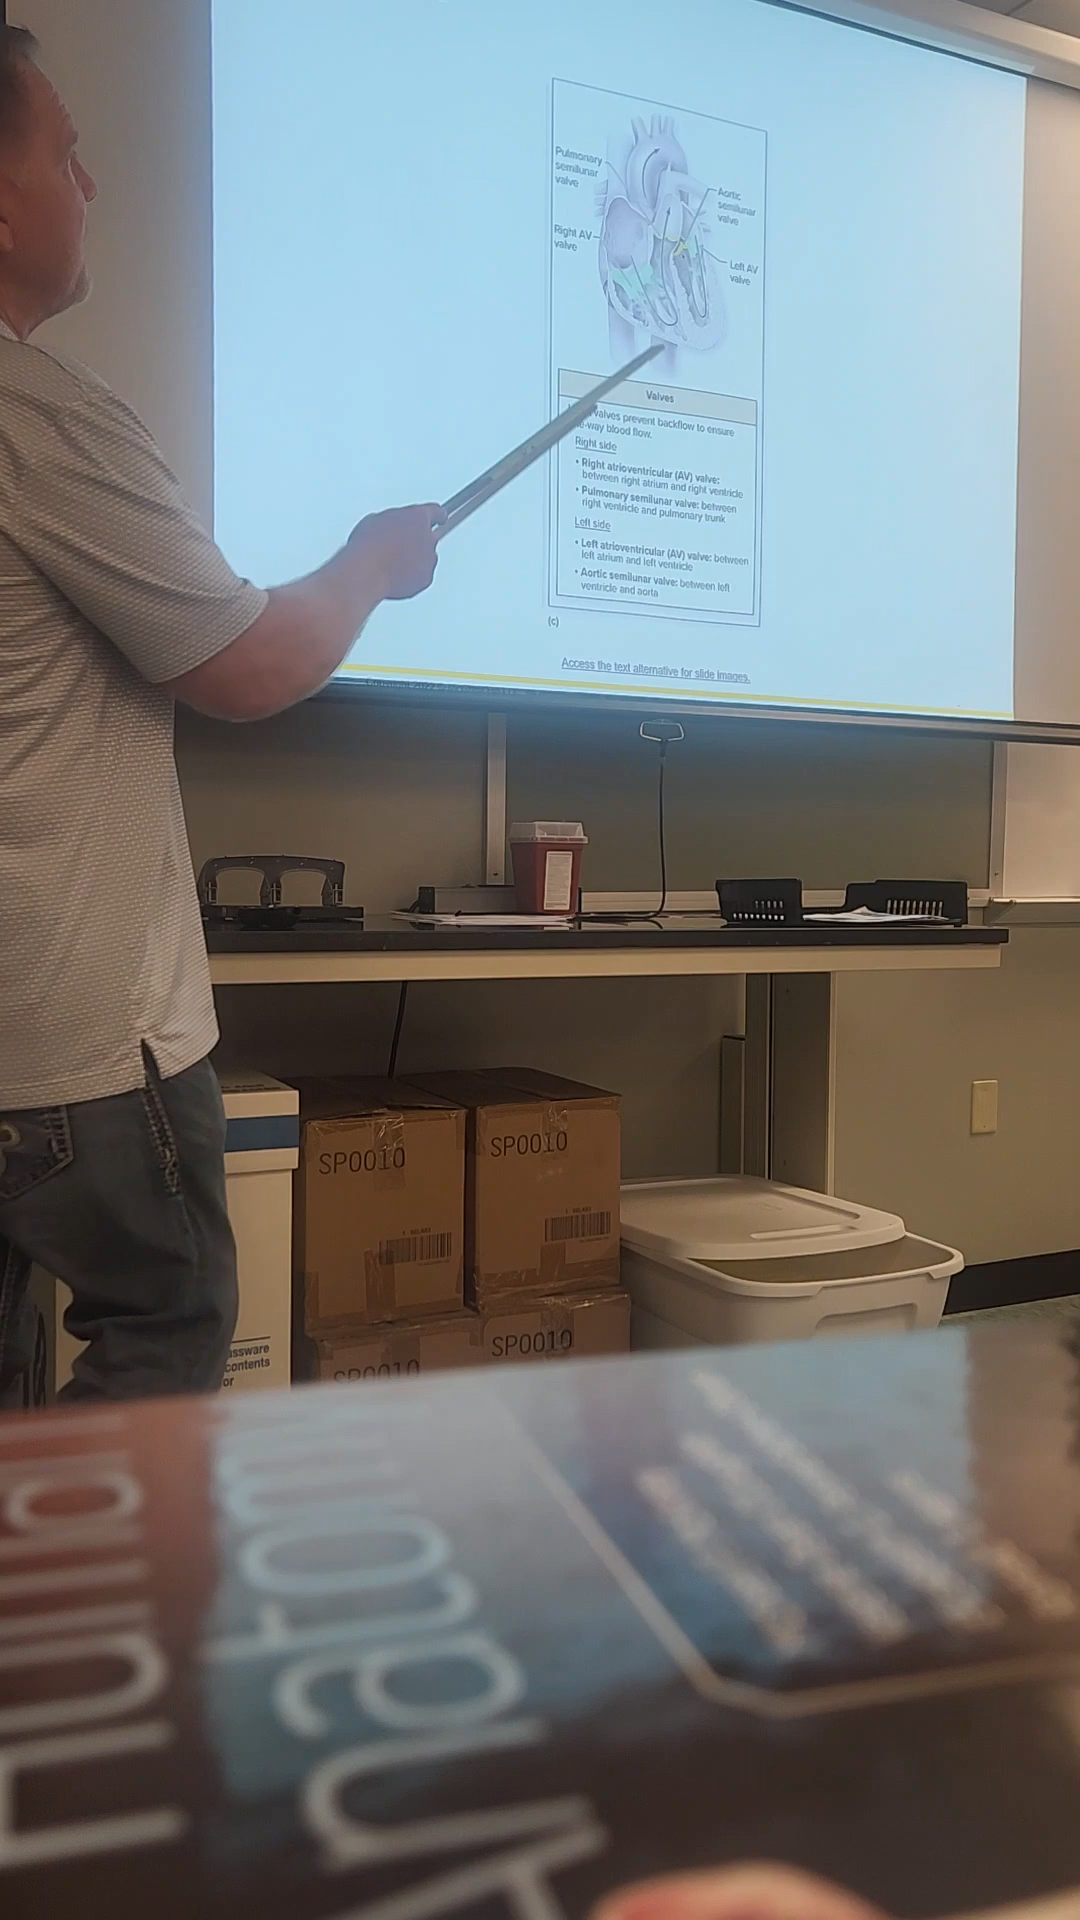 Pulmonary
semilunar
valve
Aortic
semilunar
valve
Right AV
valve
Left AV
valve
Valves
valves prevent backflow to ensure
way blood flow.
Right side
• Right atrioventricular (AV) valve:
between right atrium and right ventricle
• Pulmonary semilunar valve: between
right ventricle and pulmonary trunk
Left side
• Left atrioventricular (AV) valve: between
left atrium and left ventricle
• Aortic semilunar valve: between left
ventricle and aorta
(c)
Access the text alternative for slide images.
SP0010
SP0010
SP0010
SP0010
assware
contents
or
Human
Anatomy